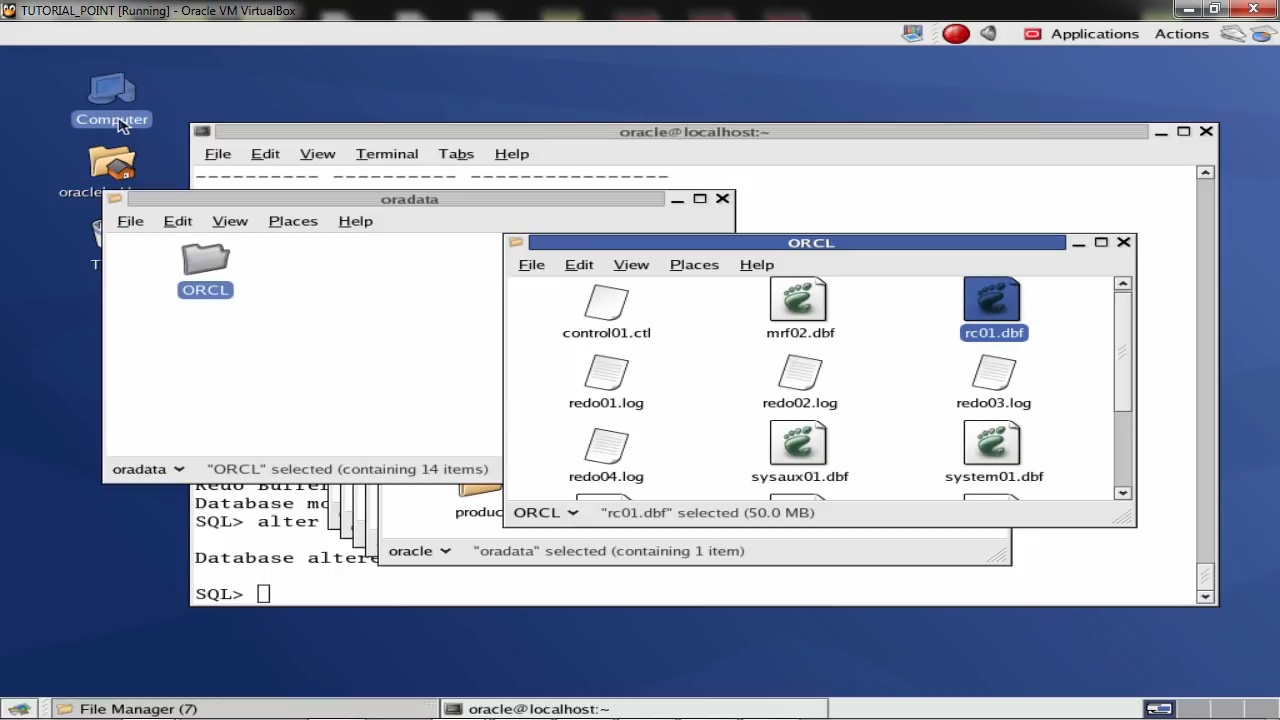 TUTORIAL_POINT [Running] - Oracle VM VirtualBox
Applications Actions
Computer
oracle@localhost:~
File Edit View Terminal Tabs Help
---------- ---------- ----------------
oracle
oradata
File Edit View Places Help
ORCL
oradata "ORCL" selected (containing 14 items)
ORCL
File Edit View Places Help
control01.ctl mrf02.dbf rc01.dbf
redo01.log redo02.log redo03.log
redo04.log sysaux01.dbf system01.dbf
ORCL "rc01.dbf" selected (50.0 MB)
Redo Buffer
Database mo
SQL> alter
produc
Database altere
oracle "oradata" selected (containing 1 item)
SQL>
File Manager (7) oracle@localhost:~